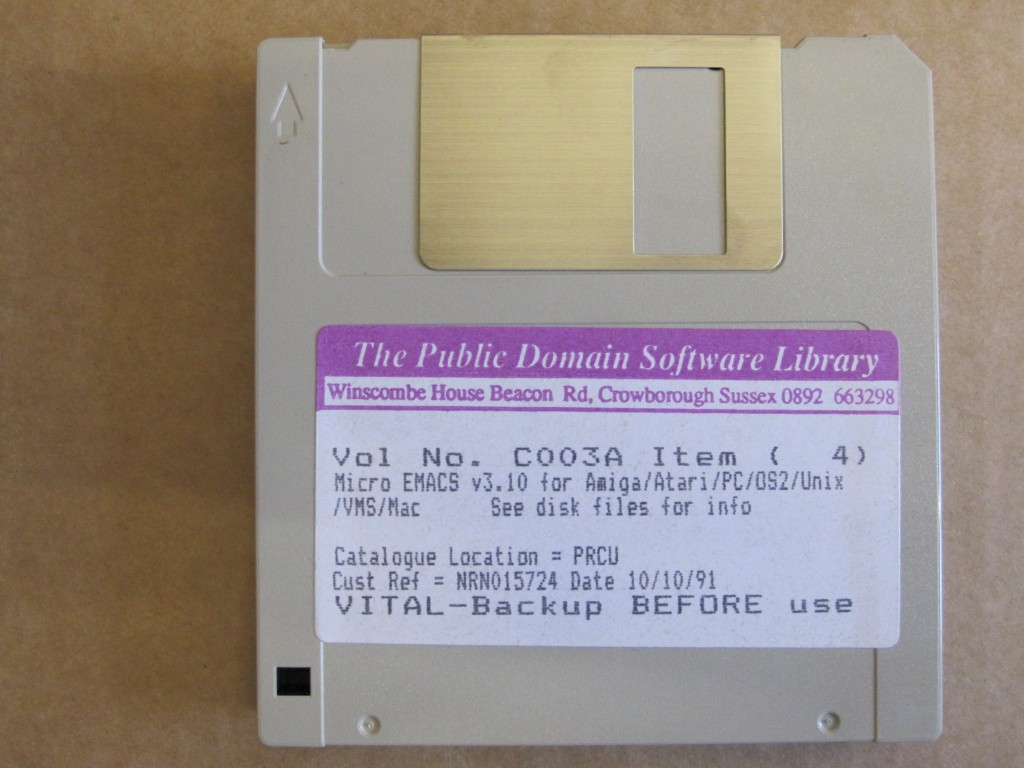 The Public Domain Software Library
Winscombe House Beacon Rd, Crowborough Sussex 0892 663298
Vol No. C003A Item ( 4)
Micro EMACS v3.10 for Amiga/Atari/PC/OS2/Unix
/VMS/Mac See disk files for info
Catalogue Location = PRCU
Cust Ref = NRN015724 Date 10/10/91
VITAL-Backup BEFORE use